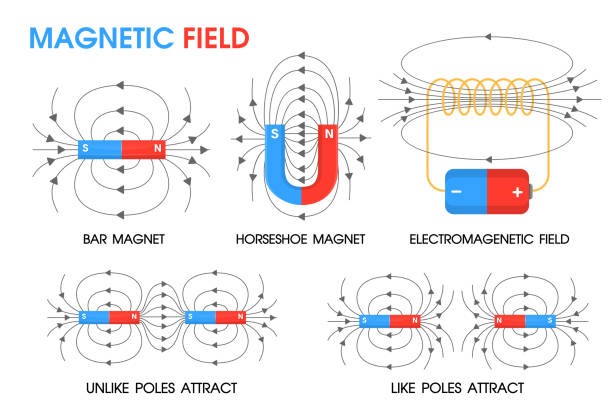 MAGNETIC FIELD
S N
S N
− +
BAR MAGNET
HORSESHOE MAGNET
ELECTROMAGENETIC FIELD
S N S N
S N N S
UNLIKE POLES ATTRACT
LIKE POLES ATTRACT